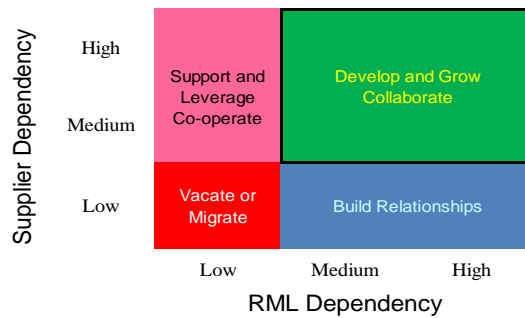 High
Support and
Leverage
Co-operate
Develop and Grow
Collaborate
Supplier Dependency
Medium
Low
Vacate or
Migrate
Build Relationships
Low
Medium
High
RML Dependency